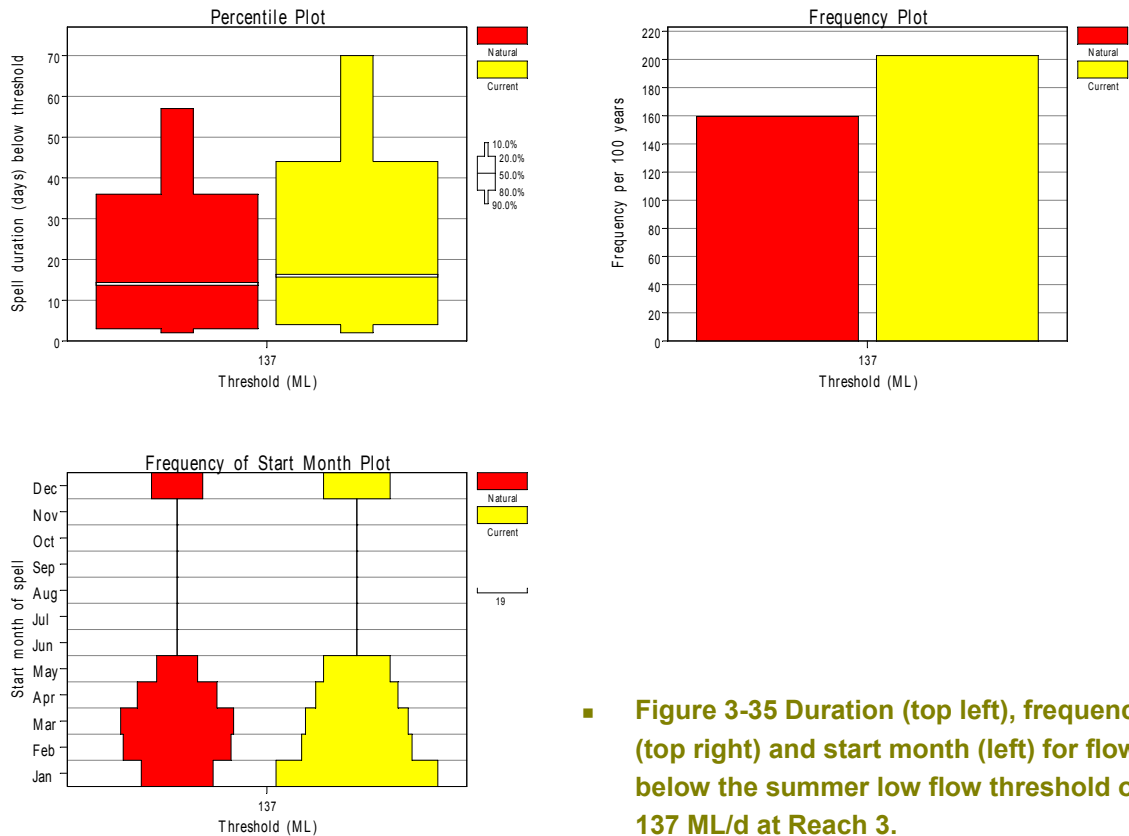 Percentile Plot
Spell duration (days) below threshold
70
60
50
40
30
20
10
0
137
Threshold (ML)
Natural
Current
10.0%
20.0%
50.0%
80.0%
90.0%
Frequency Plot
Frequency per 100 years
220
200
180
160
140
120
100
80
60
40
20
0
137
Threshold (ML)
Natural
Current
Frequency of Start Month Plot
Start month of spell
Dec
Nov
Oct
Sep
Aug
Jul
Jun
May
Apr
Mar
Feb
Jan
137
Threshold (ML)
Natural
Current
19
▪ Figure 3-35 Duration (top left), frequenc
(top right) and start month (left) for flow
below the summer low flow threshold o
137 ML/d at Reach 3.